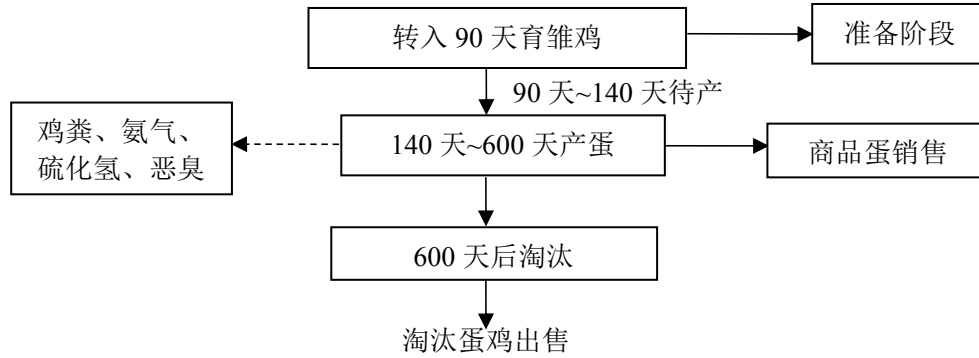 转入 90 天育雏鸡
准备阶段
90 天~140 天待产
鸡粪、氨气、
硫化氢、恶臭
140 天~600 天产蛋
商品蛋销售
600 天后淘汰
淘汰蛋鸡出售